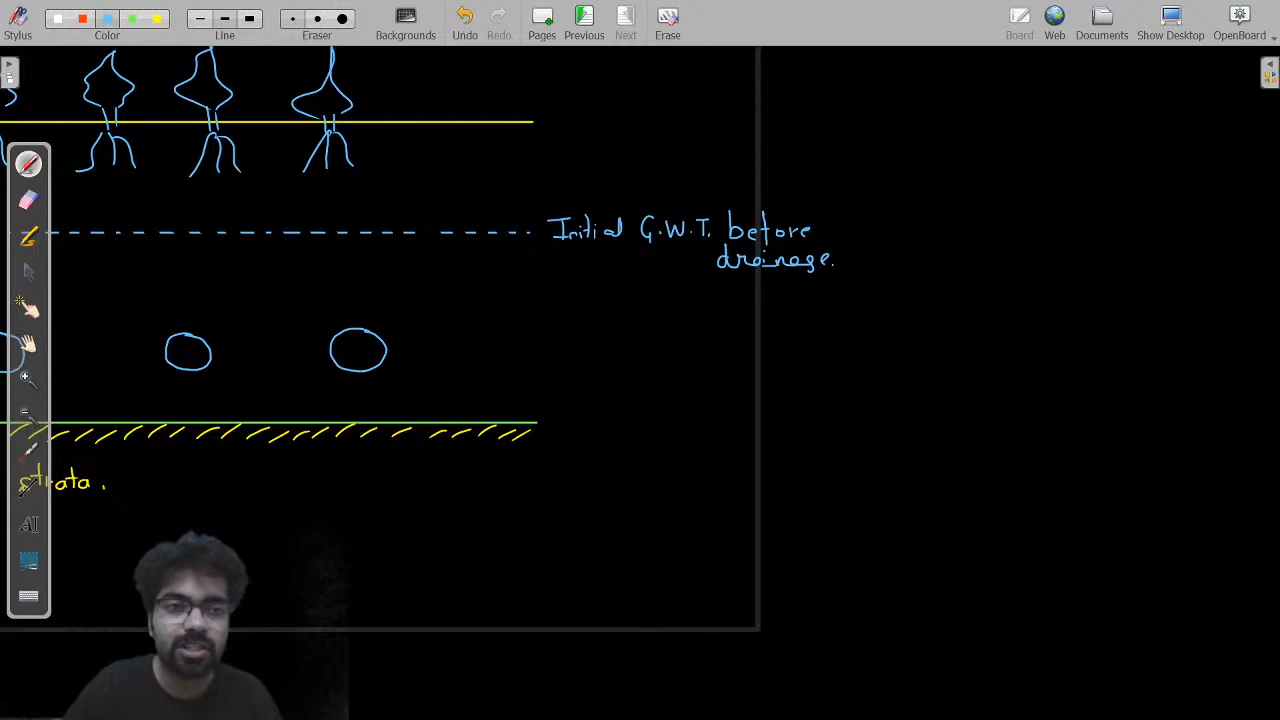 Stylus
Color
Line
Eraser
Backgrounds
Undo
Redo
Pages
Previous
Next
Erase
Board
Web
Documents
Show Desktop
OpenBoard
Initial G.W.T. before
drainage.
strata.
AI